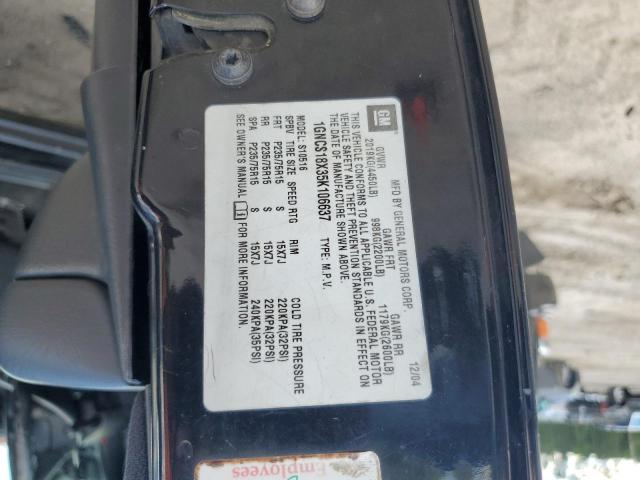 GM
MFD BY GENERAL MOTORS CORP 12/04
GVWR GAWR FRT GAWR RR
2019KG(4450LB) 998KG(2200LB) 1179KG(2600LB)
THIS VEHICLE CONFORMS TO ALL APPLICABLE U.S. FEDERAL MOTOR
VEHICLE SAFETY AND THEFT PREVENTION STANDARDS IN EFFECT ON
THE DATE OF MANUFACTURE SHOWN ABOVE.
1GNCS18X35K106637 TYPE: M.P.V.
MODEL: S10516
SPBV TIRE SIZE SPEED RTG RIM COLD TIRE PRESSURE
FRT P235/75R15 S 15X7J 220KPA(32PSI)
RR P235/75R15 S 15X7J 220KPA(32PSI)
SPA P235/75R15 S 15X7J 240KPA(35PSI)
SEE OWNER'S MANUAL FOR MORE INFORMATION.
Employees